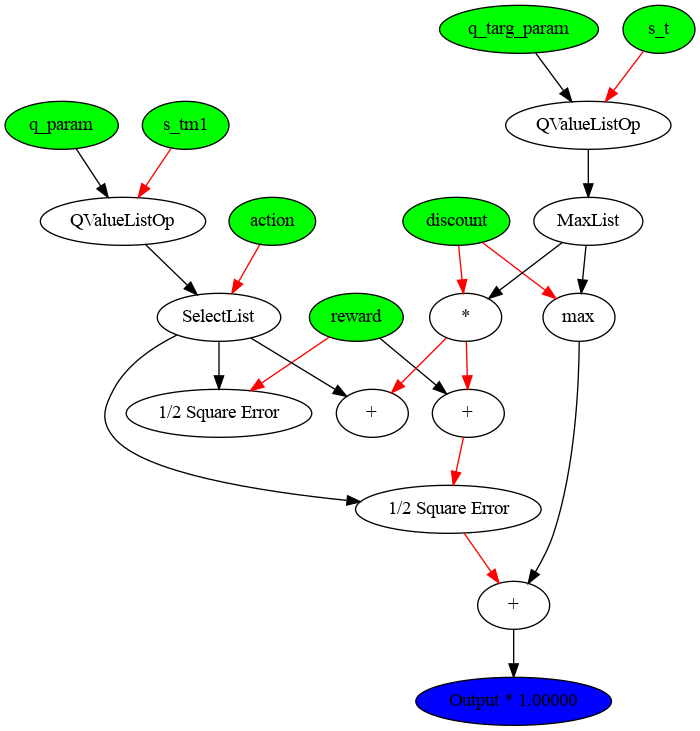 q_targ_param
s_t
q_param
s_tm1
QValueListOp
QValueListOp
action
discount
MaxList
SelectList
reward
*
max
1/2 Square Error
+
+
1/2 Square Error
+
Output * 1.00000